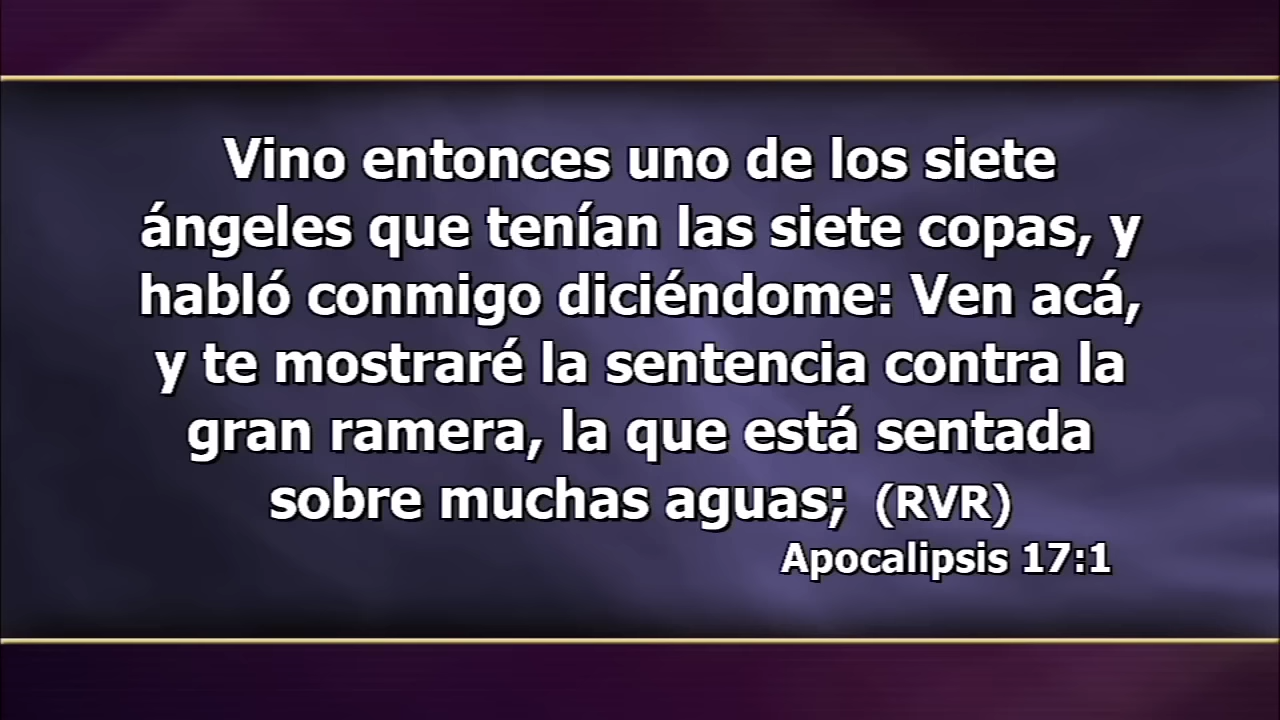 Vino entonces uno de los siete
ángeles que tenían las siete copas, y
habló conmigo diciéndome: Ven acá,
y te mostraré la sentencia contra la
gran ramera, la que está sentada
sobre muchas aguas; (RVR)
Apocalipsis 17:1